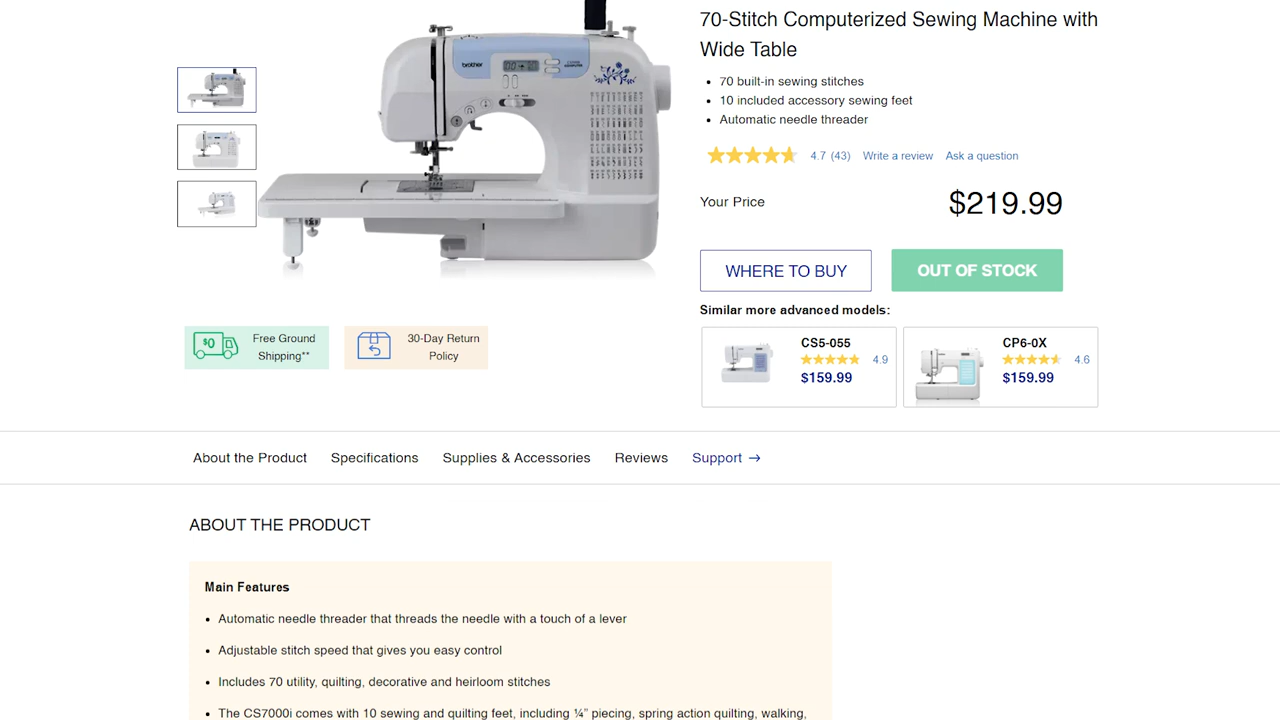 70-Stitch Computerized Sewing Machine with
Wide Table
brother
• 70 built-in sewing stitches
• 10 included accessory sewing feet
• Automatic needle threader
4.7 (43) Write a review Ask a question
Your Price $219.99
WHERE TO BUY OUT OF STOCK
Similar more advanced models:
CS5-055
4.9
$159.99
CP6-0X
4.6
$159.99
$0 Free Ground
Shipping**
30-Day Return
Policy
About the Product Specifications Supplies & Accessories Reviews Support →
ABOUT THE PRODUCT
Main Features
• Automatic needle threader that threads the needle with a touch of a lever
• Adjustable stitch speed that gives you easy control
• Includes 70 utility, quilting, decorative and heirloom stitches
• The CS7000i comes with 10 sewing and quilting feet, including ¼” piecing, spring action quilting, walking,